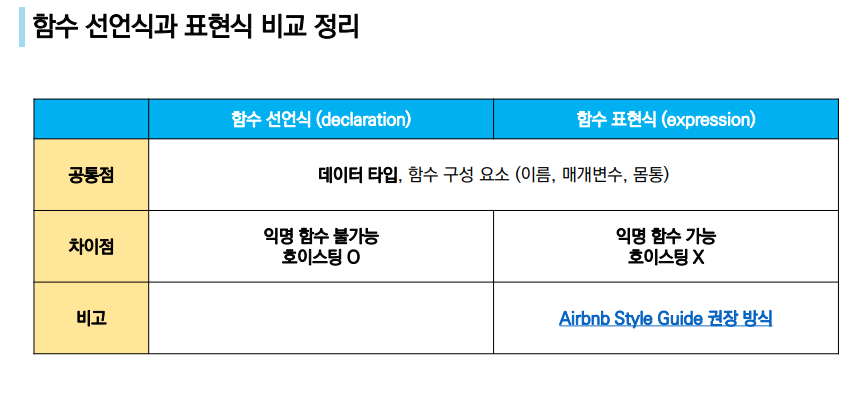 함수 선언식과 표현식 비교 정리
함수 선언식 (declaration) 함수 표현식 (expression)
공통점 데이터 타입, 함수 구성 요소 (이름, 매개변수, 몸통)
차이점
익명 함수 불가능
호이스팅 O
익명 함수 가능
호이스팅 X
비고 Airbnb Style Guide 권장 방식